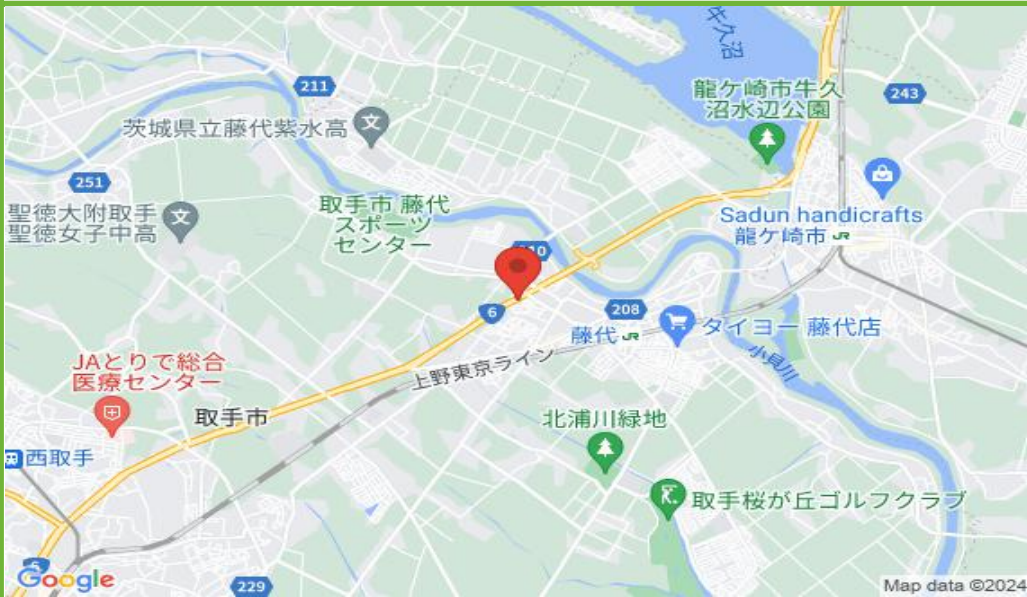 牛久沼
211
龍ケ崎市牛久
沼水辺公園
243
茨城県立藤代紫水高
251
聖徳大附取手
聖徳女子中高
取手市 藤代
スポーツ
センター
Sadun handicrafts
龍ケ崎市 JR
6
208
藤代 JR
タイヨー 藤代店
小貝川
上野東京ライン
JAとりで総合
医療センター
取手市
北浦川緑地
西取手
取手桜が丘ゴルフクラブ
6
229
Google
Map data ©2024